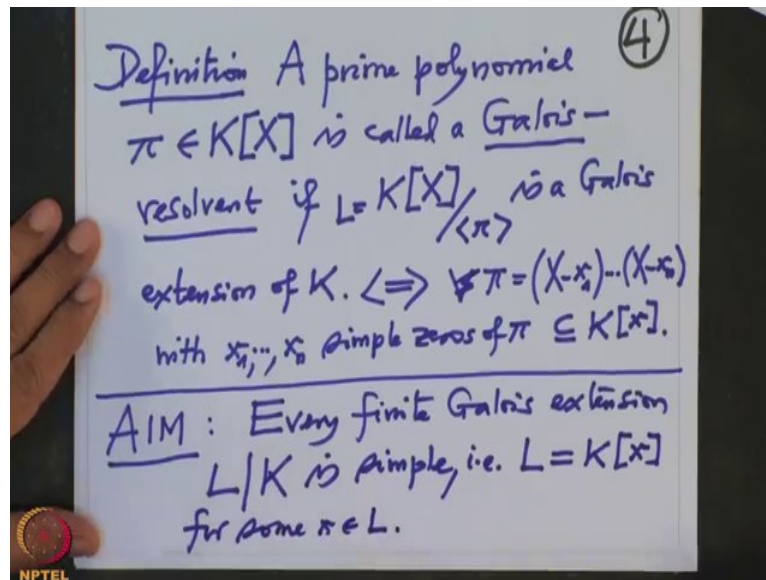 ④
Definition A prime polynomial
π ∈ K[X] is called a Galois-
resolvent if L= K[X]/<π> is a Galois
extension of K. <=> π = (X-x₁)...(X-xₙ)
with x₁,...,xₙ simple zeros of π ⊆ K[x].
AIM : Every finite Galois extension
L|K is simple, i.e. L = K[x]
for some x ∈ L.
NPTEL